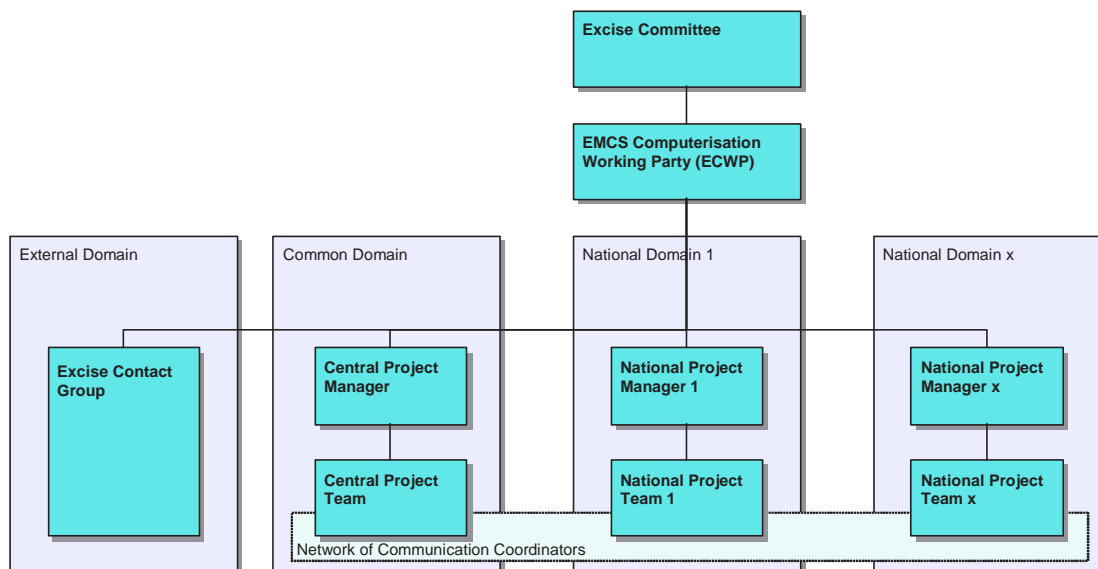 Excise Committee
EMCS Computerisation
Working Party (ECWP)
External Domain
Common Domain
National Domain 1
National Domain x
Excise Contact
Group
Central Project
Manager
National Project
Manager 1
National Project
Manager x
Central Project
Team
National Project
Team 1
National Project
Team x
Network of Communication Coordinators